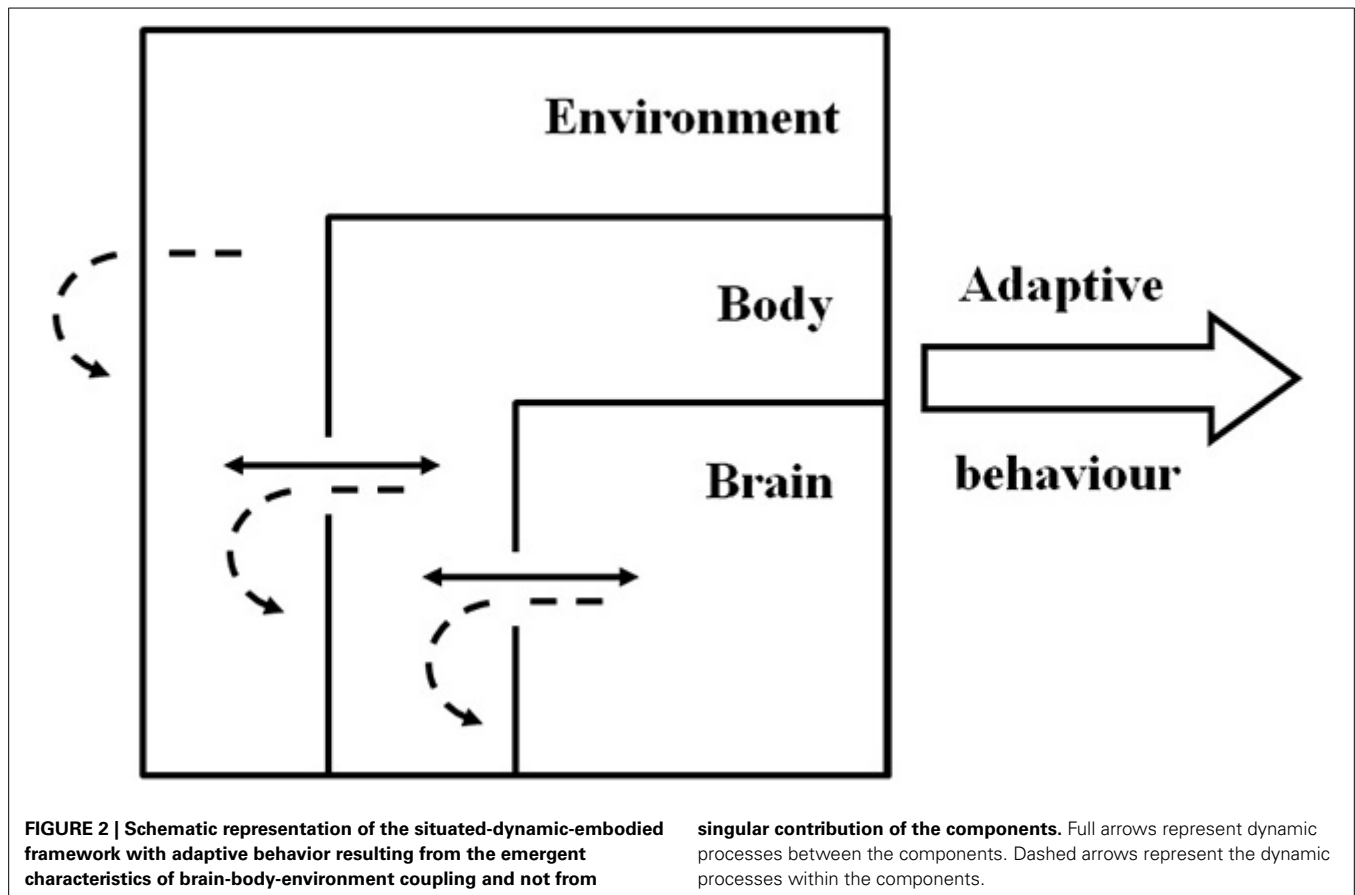 Environment
Body
Brain
Adaptive
behaviour
FIGURE 2 | Schematic representation of the situated-dynamic-embodied
framework with adaptive behavior resulting from the emergent
characteristics of brain-body-environment coupling and not from
singular contribution of the components. Full arrows represent dynamic
processes between the components. Dashed arrows represent the dynamic
processes within the components.